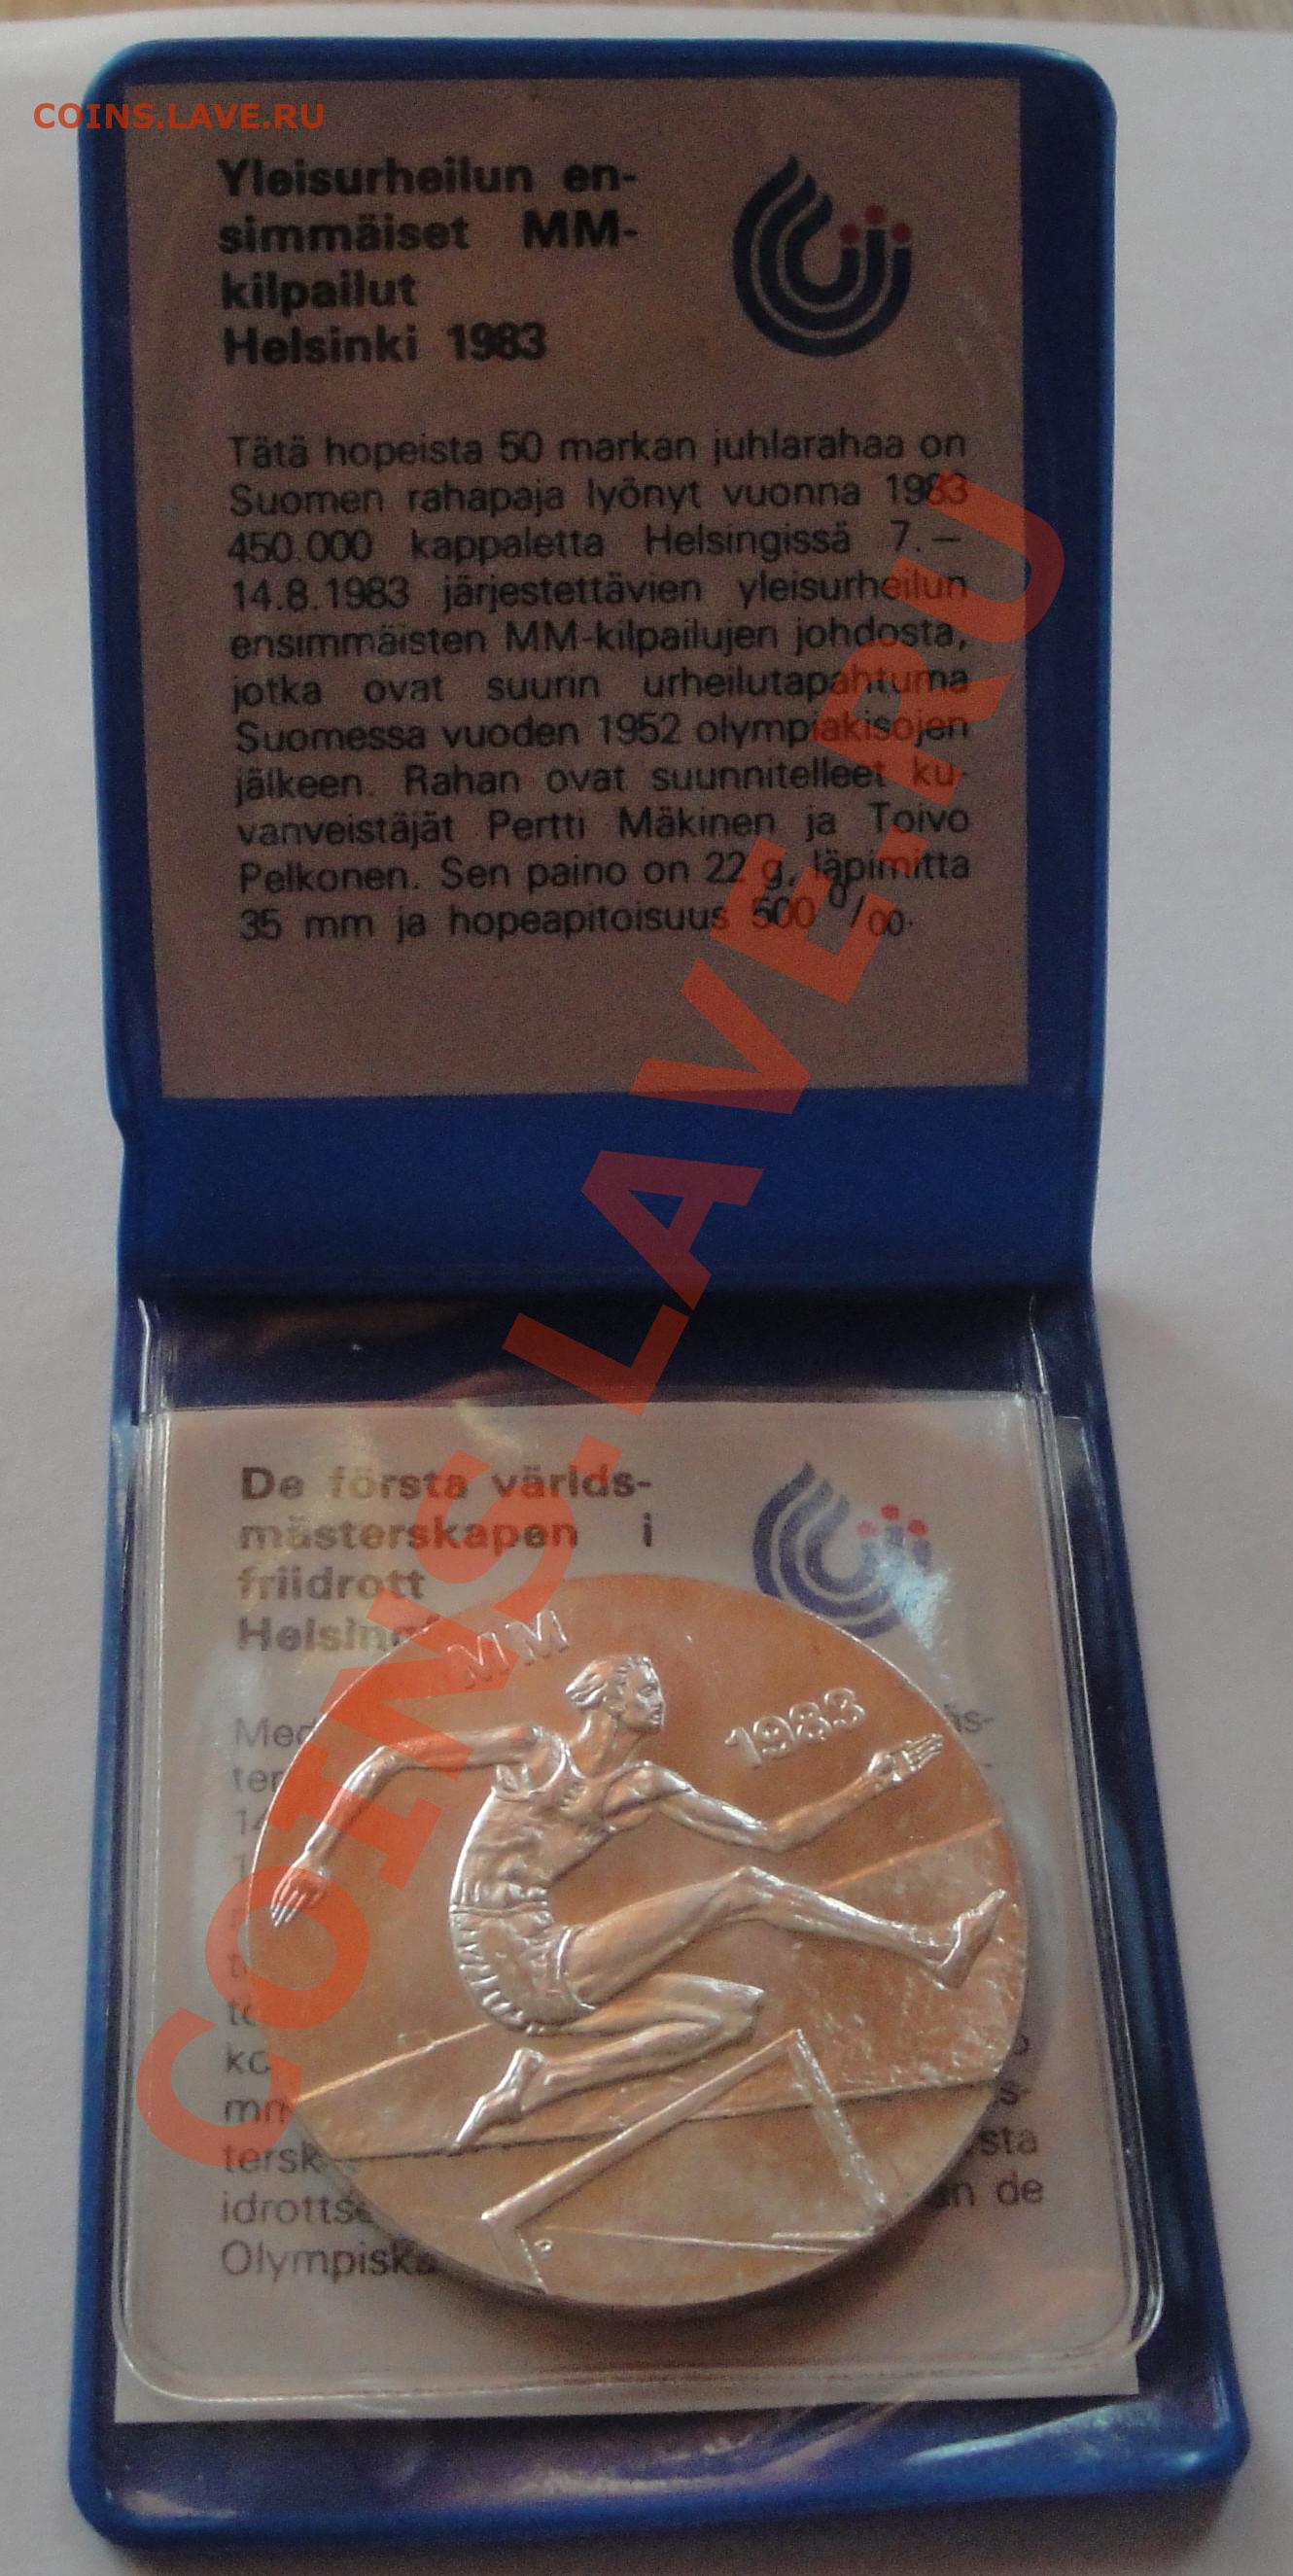 COINS.LAVE.RU
Yleisurheilun en-
simmäiset MM-
kilpailut
Helsinki 1983
Tätä hopeista 50 markan juhlarahaa on
Suomen rahapaja lyönyt vuonna 1983
450.000 kappaletta Helsingissä 7.—
14.8.1983 järjestettävien yleisurheilun
ensimmäisten MM-kilpailujen johdosta,
jotka ovat suurin urheilutapahtuma
Suomessa vuoden 1952 olympiakisojen
jälkeen. Rahan ovat suunnitelleet ku-
vanveistäjät Pertti Mäkinen ja Toivo
Pelkonen. Sen paino on 22 g, läpimitta
35 mm ja hopeapitoisuus 500 0/00.
COINS.LAVE.RU
De första världs-
mästerskapen i
friidrott
MM
1983
de